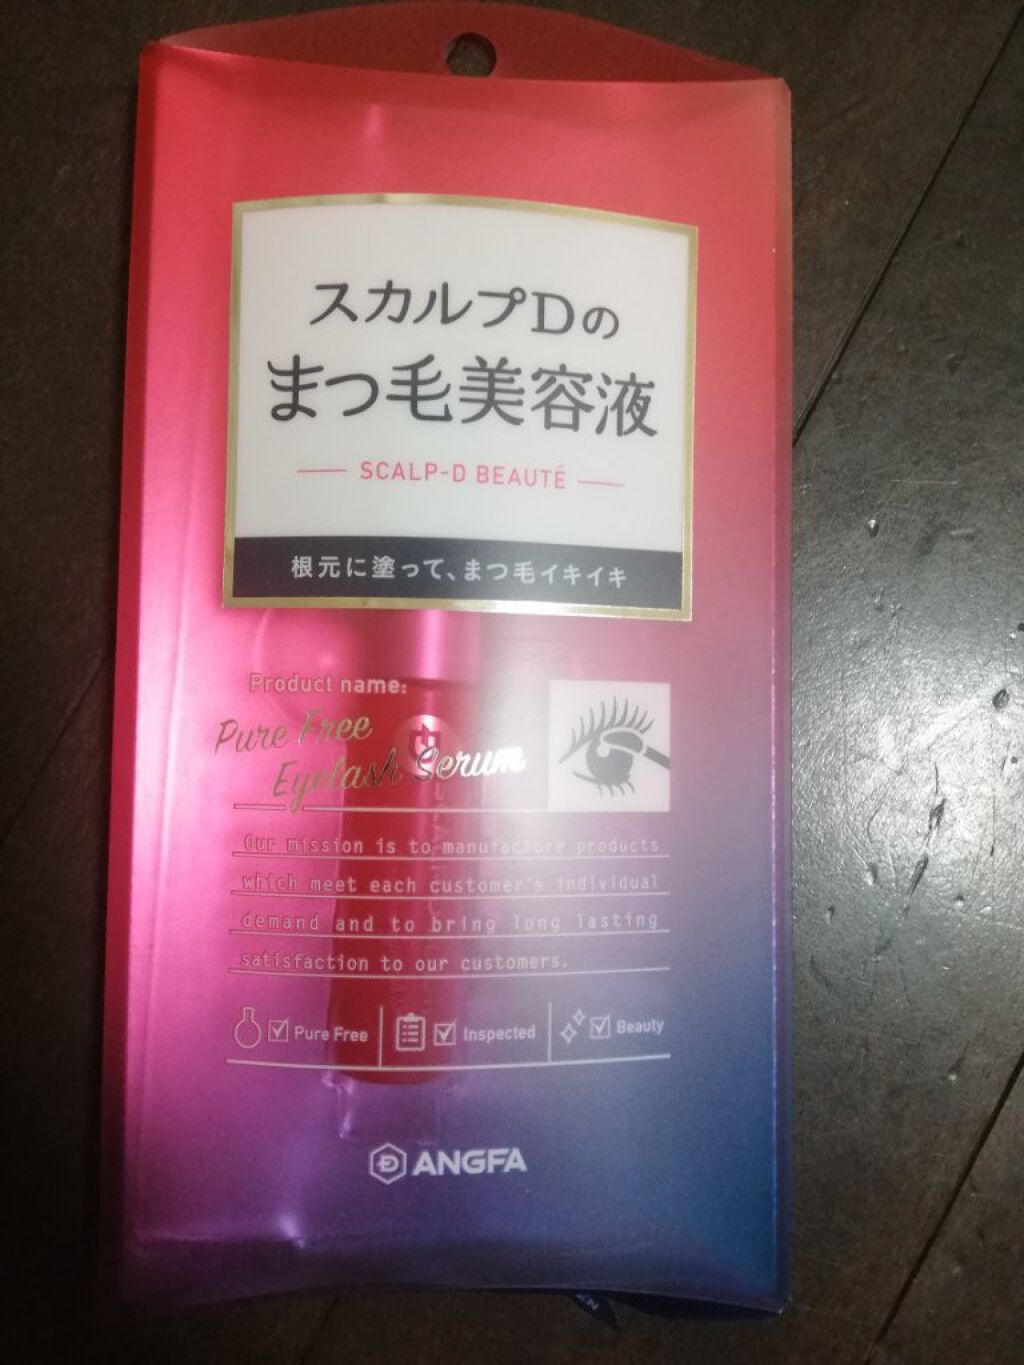 スカルプDの
まつ毛美容液
SCALP-D BEAUTÉ
根元に塗って、まつ毛イキイキ
Product name:
Pure Free
Eyelash Serum
Our mission is to manufacture products
which meet each customer's individual
demand and to bring long lasting
satisfaction to our customers.
Pure Free
Inspected
Beauty
ANGFA